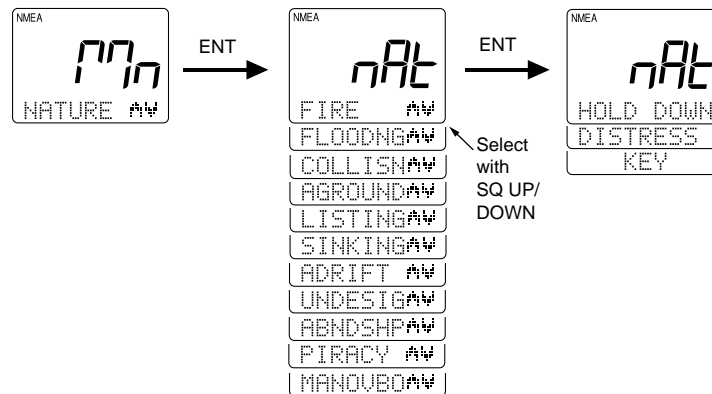 NMEA
Mn
NATURE ▲▼
ENT
NMEA
nAt
FIRE ▲▼
FLOODNG▲▼
COLLISN▲▼
AGROUND▲▼
LISTING▲▼
SINKING▲▼
ADRIFT ▲▼
UNDESIG▲▼
ABNDSHP▲▼
PIRACY ▲▼
MANOVBO▲▼
Select
with
SQ UP/
DOWN
ENT
NMEA
nAt
HOLD DOWN
DISTRESS
KEY